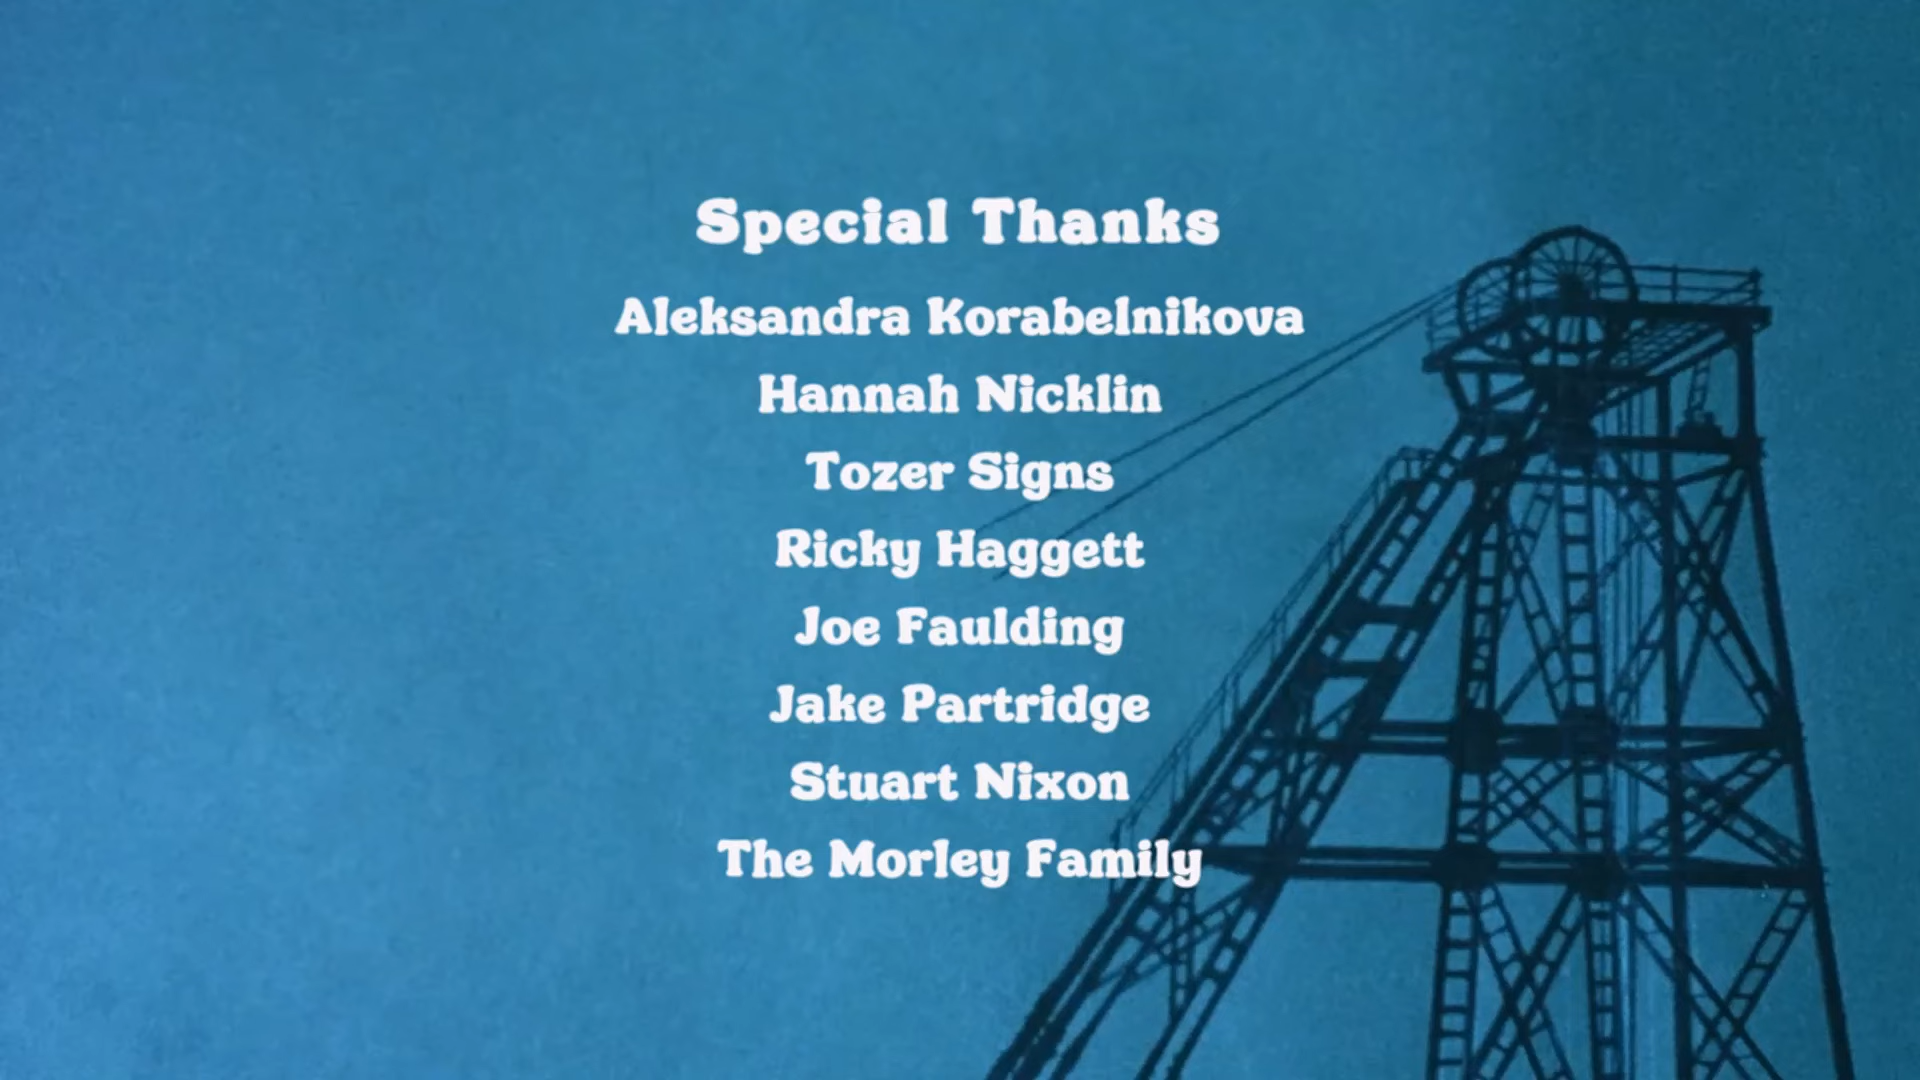 Special Thanks
Aleksandra Korabelnikova
Hannah Nicklin
Tozer Signs
Ricky Haggett
Joe Faulding
Jake Partridge
Stuart Nixon
The Morley Family